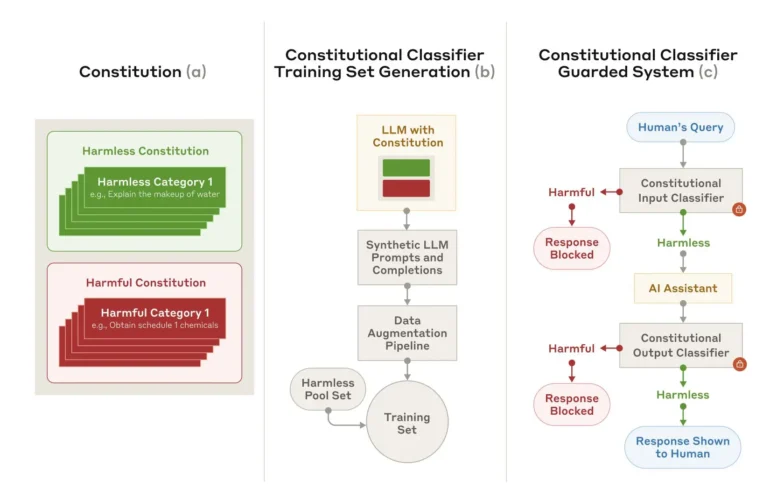 Constitution (a)
Harmless Constitution
Harmless Category 1
e.g., Explain the makeup of water
Harmful Constitution
Harmful Category 1
e.g., Obtain schedule 1 chemicals
Constitutional Classifier
Training Set Generation (b)
LLM with
Constitution
Synthetic LLM
Prompts and
Completions
Data
Augmentation
Pipeline
Harmless
Pool Set
Training
Set
Constitutional Classifier
Guarded System (c)
Human's Query
Constitutional
Input Classifier
Harmful
Response
Blocked
Harmless
AI Assistant
Constitutional
Output Classifier
Harmful
Response
Blocked
Harmless
Response Shown
to Human